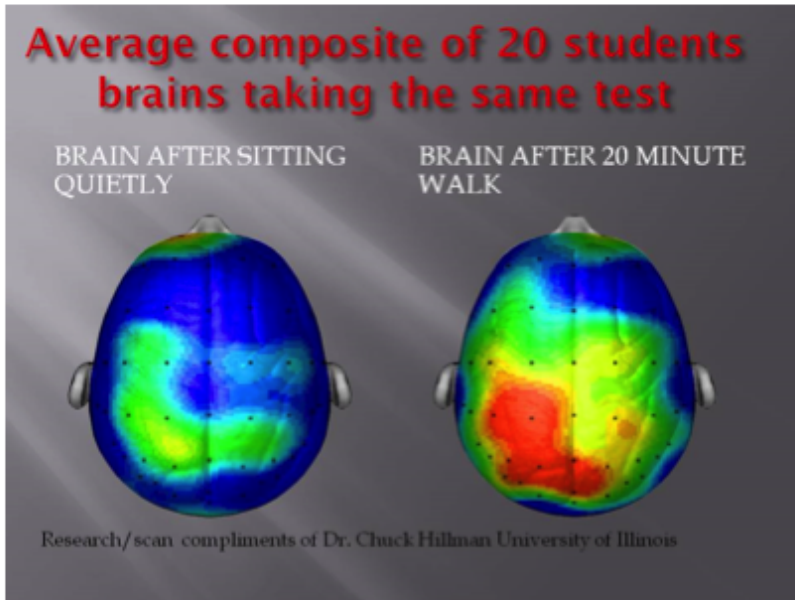 Average composite of 20 students
brains taking the same test
BRAIN AFTER SITTING
QUIETLY
BRAIN AFTER 20 MINUTE
WALK
Research/scan compliments of Dr. Chuck Hillman University of Illinois